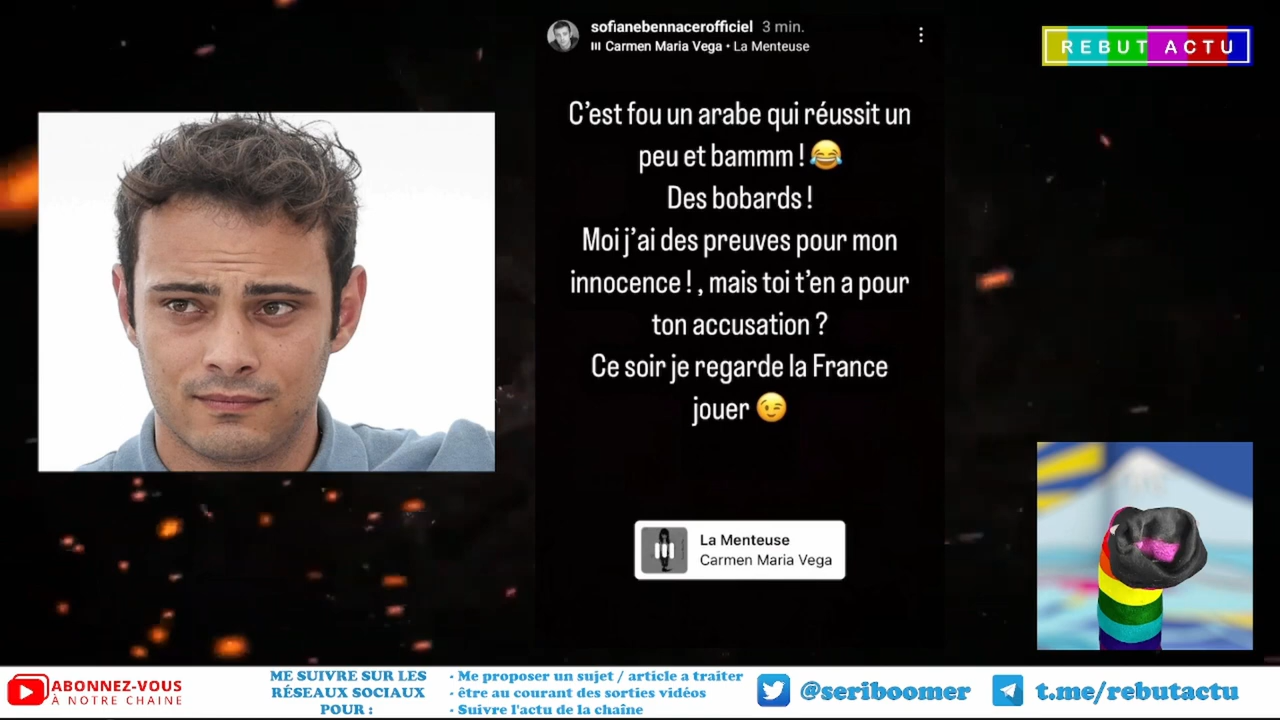 sofianebennacerofficiel 3 min.
Carmen Maria Vega • La Menteuse
REBUT ACTU
C'est fou un arabe qui réussit un
peu et bammm ! 😂
Des bobards !
Moi j'ai des preuves pour mon
innocence ! , mais toi t'en a pour
ton accusation ?
Ce soir je regarde la France
jouer 😉
La Menteuse
Carmen Maria Vega
ABONNEZ-VOUS
À NOTRE CHAINE
ME SUIVRE SUR LES
RÉSEAUX SOCIAUX
POUR :
- Me proposer un sujet / article a traiter
- être au courant des sorties vidéos
- Suivre l'actu de la chaîne
@seriboomer
t.me/rebutactu